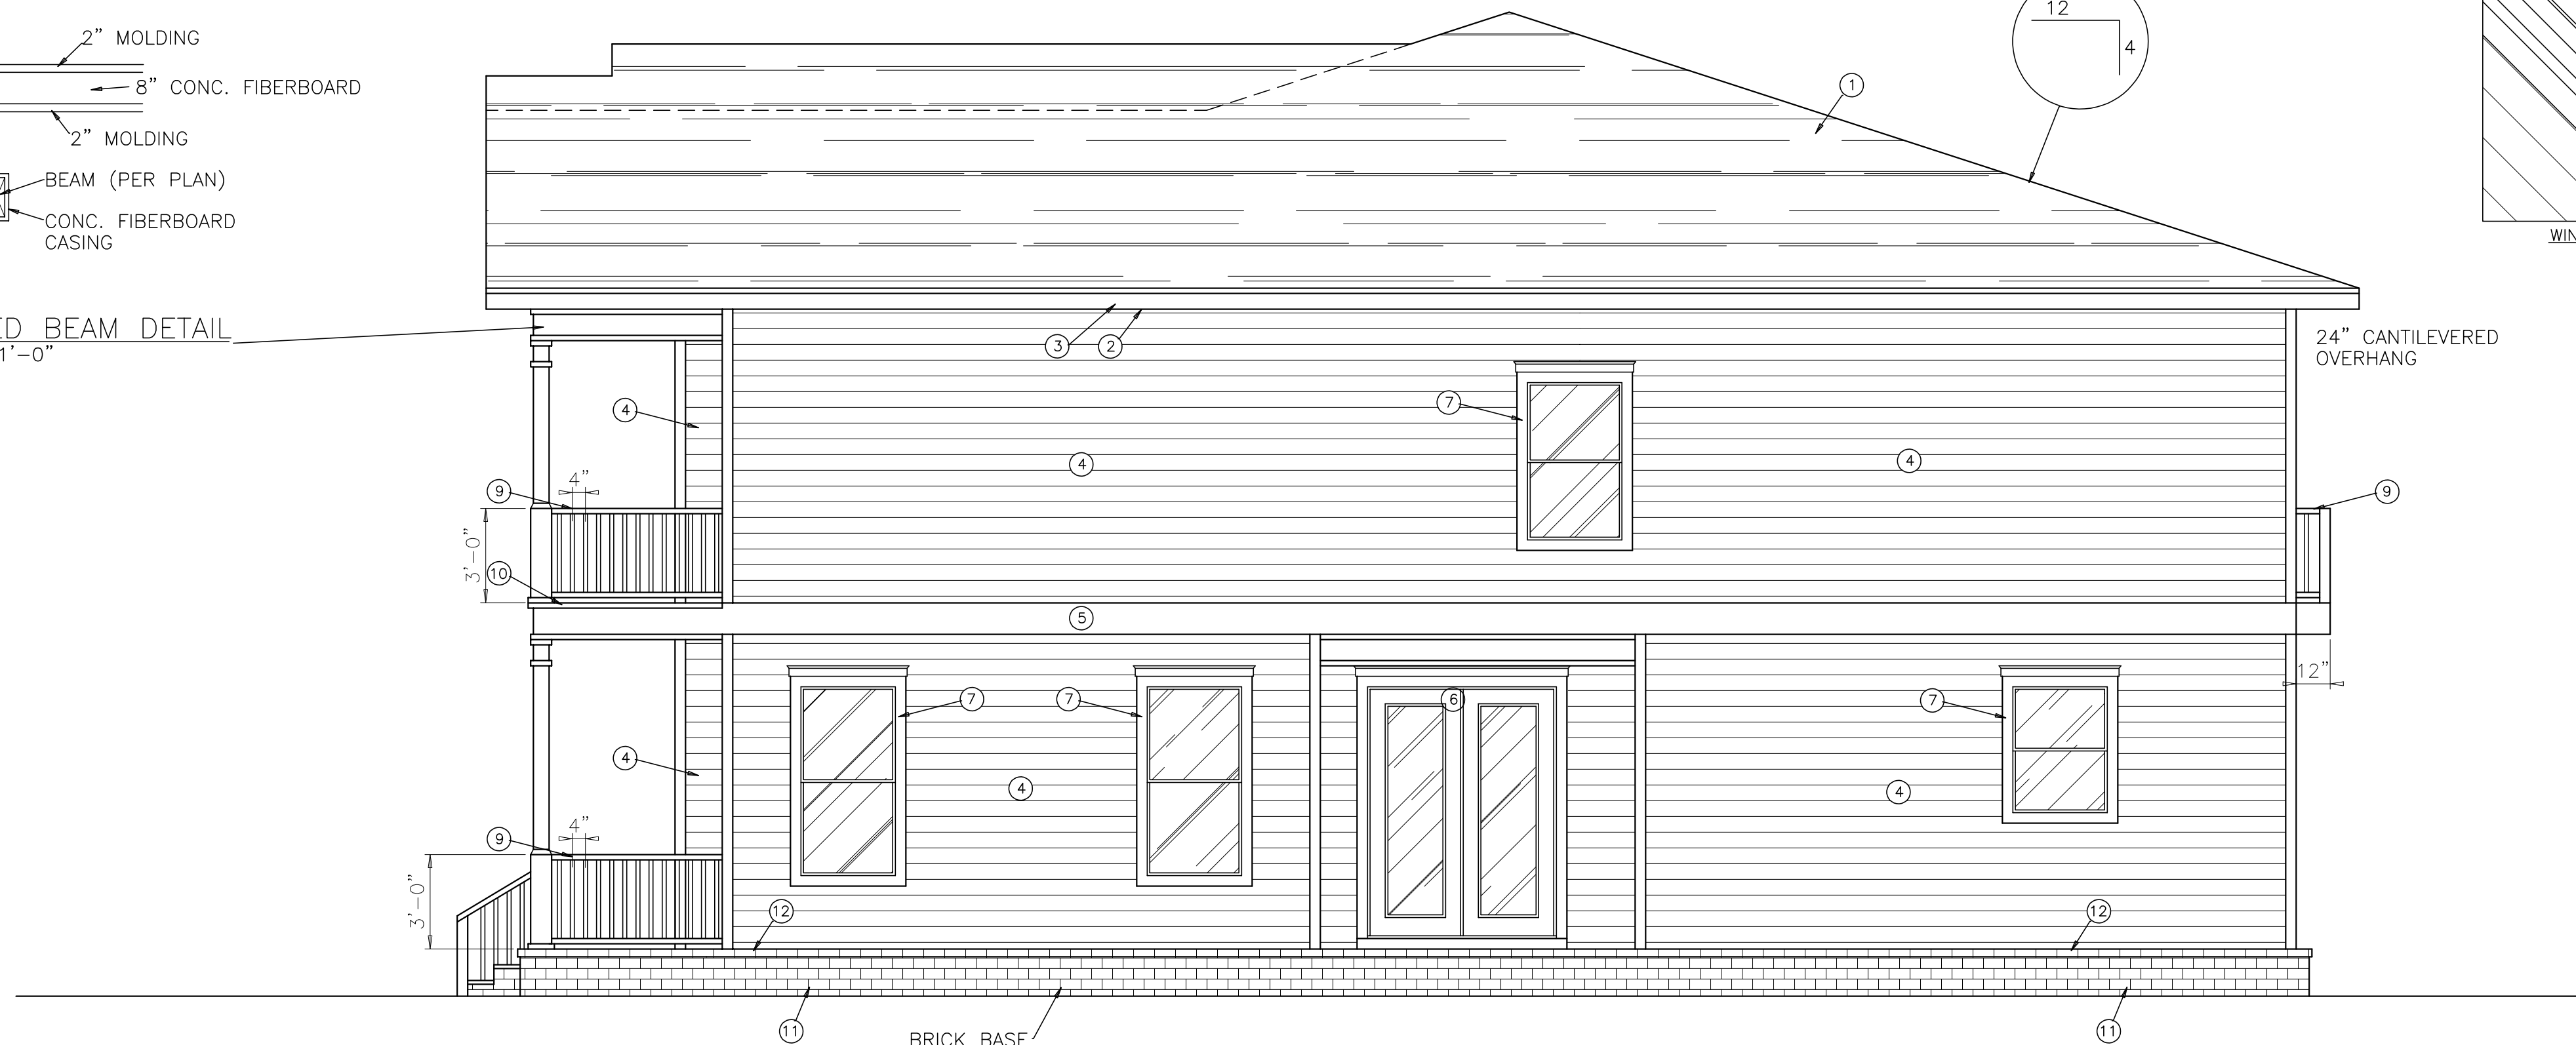 2" MOLDING
8" CONC. FIBERBOARD
2" MOLDING
BEAM (PER PLAN)
CONC. FIBERBOARD
CASING
ED BEAM DETAIL
1'-0"
12
4
1
WIN
3
2
24" CANTILEVERED
OVERHANG
4
7
4
4
9
4"
9
3'-0"
10
5
12"
7
7
6
7
4
4
4
9
4"
3'-0"
12
12
11
BRICK BASE
11